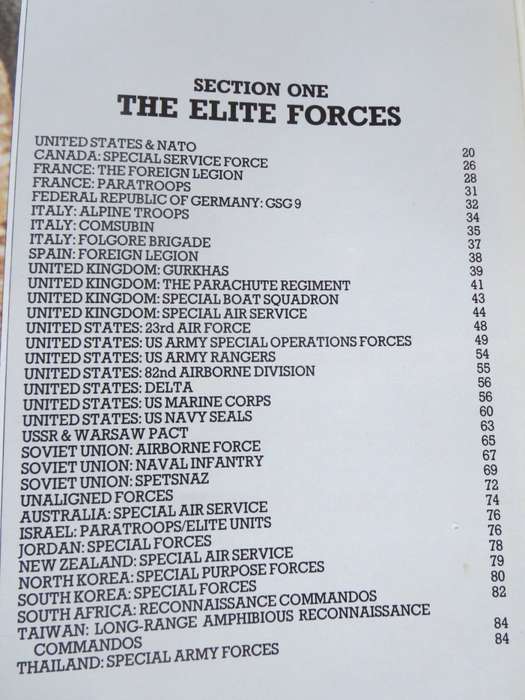 SECTION ONE
THE ELITE FORCES
UNITED STATES & NATO 20
CANADA: SPECIAL SERVICE FORCE 26
FRANCE: THE FOREIGN LEGION 28
FRANCE: PARATROOPS 31
FEDERAL REPUBLIC OF GERMANY: GSG 9 32
ITALY: ALPINE TROOPS 34
ITALY: COMSUBIN 35
ITALY: FOLGORE BRIGADE 37
SPAIN: FOREIGN LEGION 38
UNITED KINGDOM: GURKHAS 39
UNITED KINGDOM: THE PARACHUTE REGIMENT 41
UNITED KINGDOM: SPECIAL BOAT SQUADRON 43
UNITED KINGDOM: SPECIAL AIR SERVICE 44
UNITED STATES: 23rd AIR FORCE 48
UNITED STATES: US ARMY SPECIAL OPERATIONS FORCES 49
UNITED STATES: US ARMY RANGERS 54
UNITED STATES: 82nd AIRBORNE DIVISION 55
UNITED STATES: DELTA 56
UNITED STATES: US MARINE CORPS 56
UNITED STATES: US NAVY SEALS 60
USSR & WARSAW PACT 63
SOVIET UNION: AIRBORNE FORCE 65
SOVIET UNION: NAVAL INFANTRY 67
SOVIET UNION: SPETSNAZ 69
UNALIGNED FORCES 72
AUSTRALIA: SPECIAL AIR SERVICE 74
ISRAEL: PARATROOPS/ELITE UNITS 76
JORDAN: SPECIAL FORCES 76
NEW ZEALAND: SPECIAL AIR SERVICE 78
NORTH KOREA: SPECIAL PURPOSE FORCES 79
SOUTH KOREA: SPECIAL FORCES 80
SOUTH AFRICA: RECONNAISSANCE COMMANDOS 82
TAIWAN: LONG-RANGE AMPHIBIOUS RECONNAISSANCE
COMMANDOS 84
THAILAND: SPECIAL ARMY FORCES 84